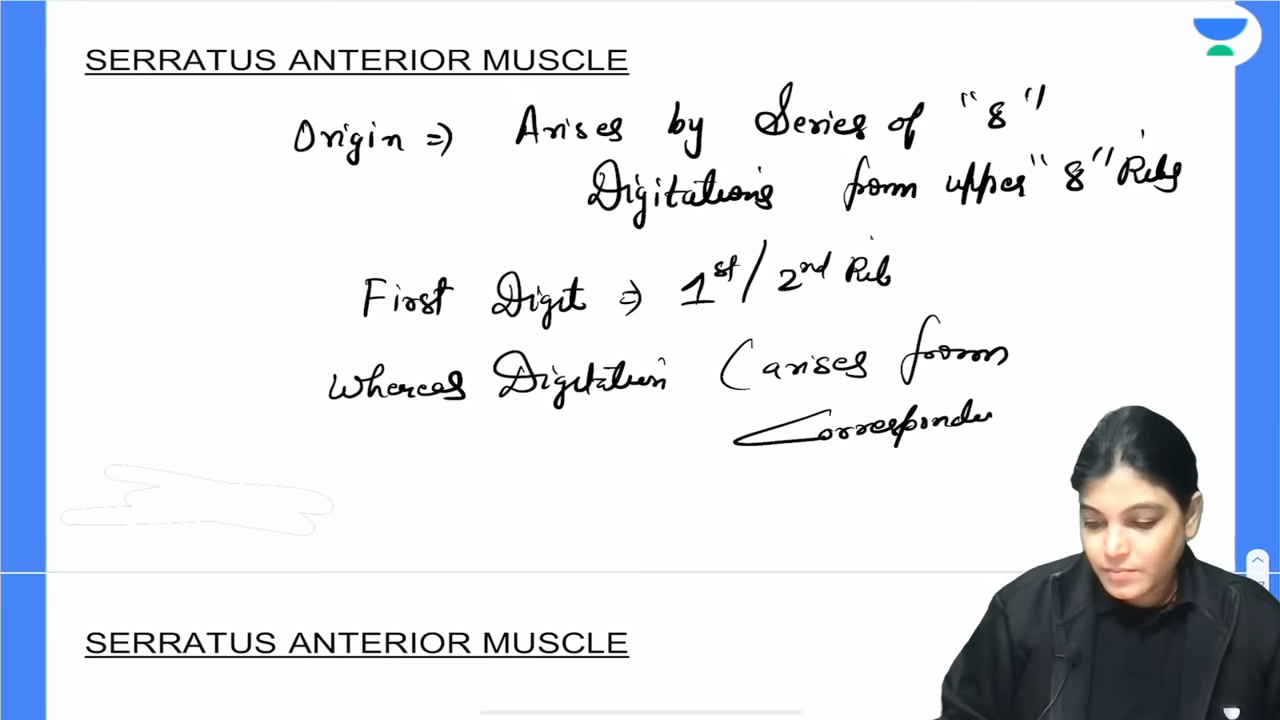 SERRATUS ANTERIOR MUSCLE
Origin => Arises by Series of "8"
Digitations from upper "8" Ribs
First Digit => 1st/2nd Rib
Whereas Digitation (arises from
Corresponde
SERRATUS ANTERIOR MUSCLE